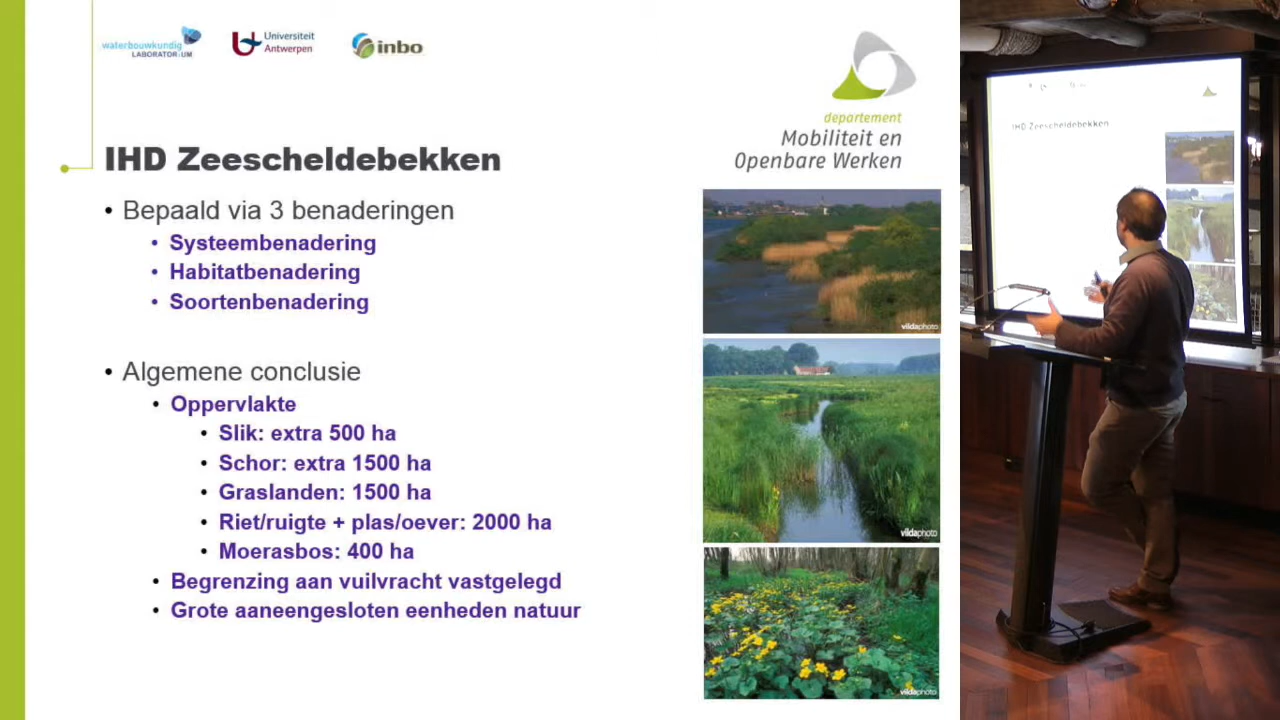 waterbouwkundig
LABORATORIUM
Universiteit
Antwerpen
inbo
departement
Mobiliteit en
Openbare Werken
IHD Zeescheldebekken
• Bepaald via 3 benaderingen
• Systeembenadering
• Habitatbenadering
• Soortenbenadering
• Algemene conclusie
• Oppervlakte
• Slik: extra 500 ha
• Schor: extra 1500 ha
• Graslanden: 1500 ha
• Riet/ruigte + plas/oever: 2000 ha
• Moerasbos: 400 ha
• Begrenzing aan vuilvracht vastgelegd
• Grote aaneengesloten eenheden natuur
vildaphoto
vildaphoto
vildaphoto
IHD Zeescheldebekken